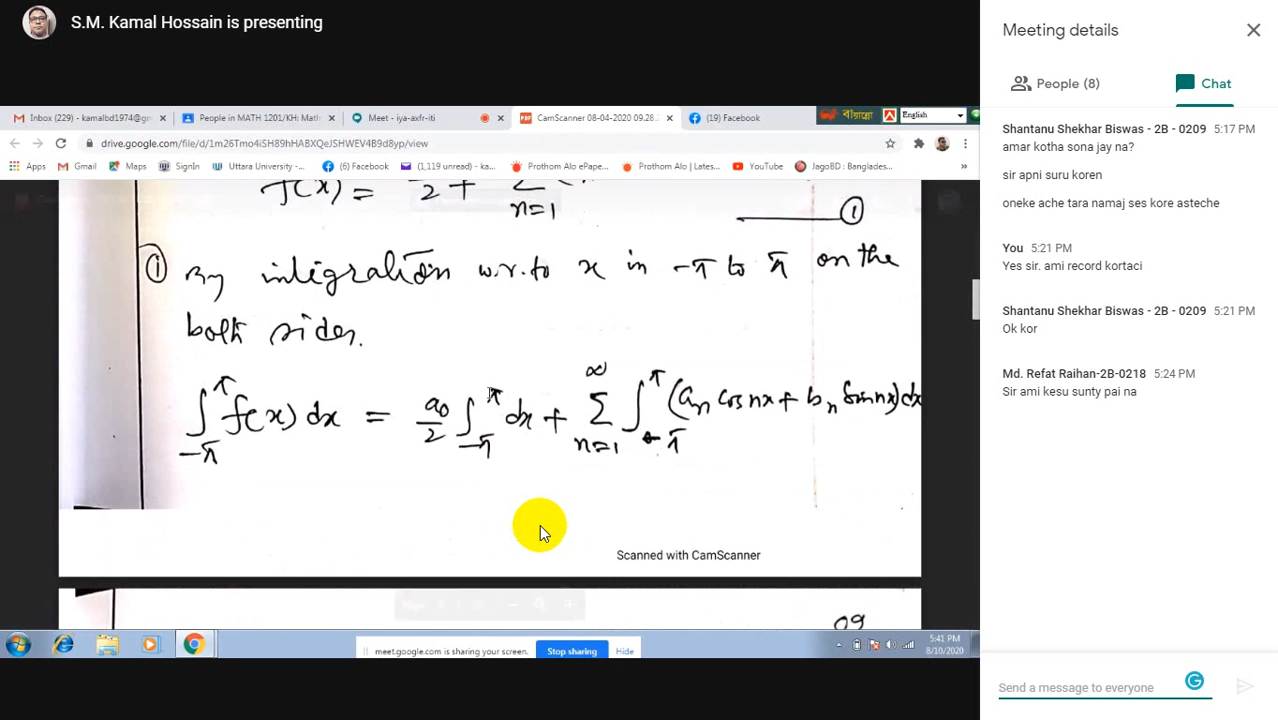 S.M. Kamal Hossain is presenting
Inbox (229) - kamalbd1974@gm
People in MATH 1201/KH: Math
Meet - iya-axfr-iti
CamScanner 08-04-2020 09.28.
(19) Facebook
English
drive.google.com/file/d/1m26Tmo4iSH89hHABXQeJSHWEV4B9d8yp/view
Apps
Gmail
Maps
SignIn
Uttara University -
(6) Facebook
(1,119 unread) - ka
Prothom Alo ePape...
Prothom Alo | Lates...
YouTube
JagoBD : Banglades...
»
f(x) = /2 + Σ n=1
①
① By integration w.r.to x in -π to π on the
both sides.
∫_{-π}^{π} f(x) dx = a₀/2 ∫_{-π}^{π} dx + Σ_{n=1}^{∞} ∫_{-π}^{π} (aₙ cos nx + bₙ sin nx) dx
Scanned with CamScanner
09
meet.google.com is sharing your screen.
Stop sharing
Hide
5:41 PM
8/10/2020
Meeting details
People (8)
Chat
Shantanu Shekhar Biswas - 2B - 0209 5:17 PM
amar kotha sona jay na?
sir apni suru koren
oneke ache tara namaj ses kore asteche
You 5:21 PM
Yes sir. ami record kortaci
Shantanu Shekhar Biswas - 2B - 0209 5:21 PM
Ok kor
Md. Refat Raihan-2B-0218 5:24 PM
Sir ami kesu sunty pai na
Send a message to everyone